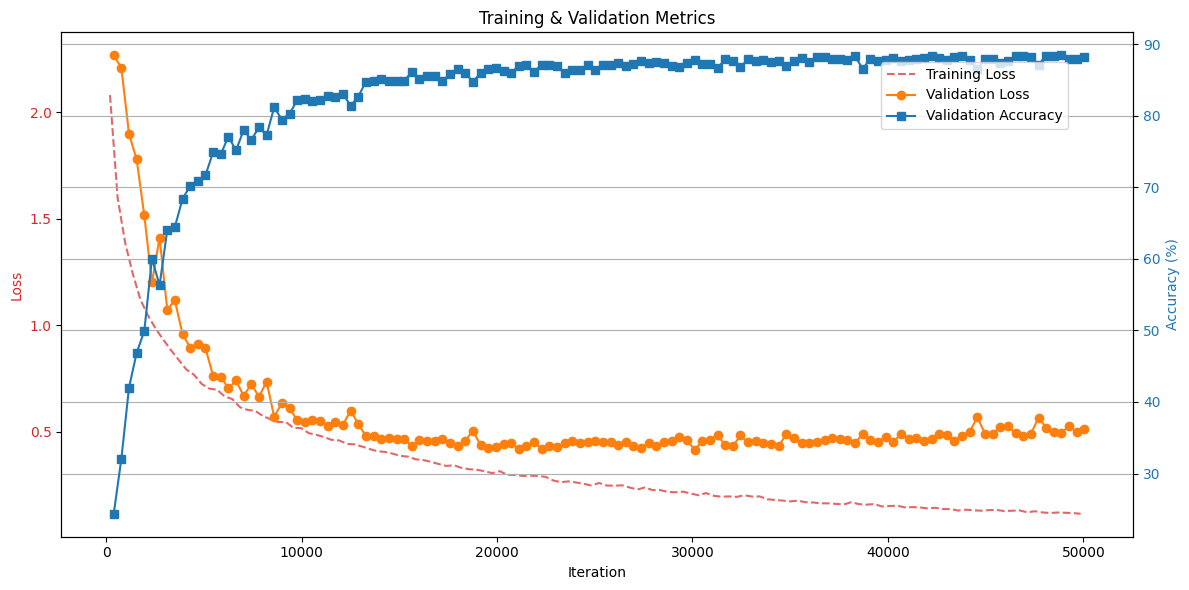 Training & Validation Metrics
Training Loss
Validation Loss
Validation Accuracy
Loss
2.0
1.5
1.0
0.5
Accuracy (%)
90
80
70
60
50
40
30
0
10000
20000
30000
40000
50000
Iteration